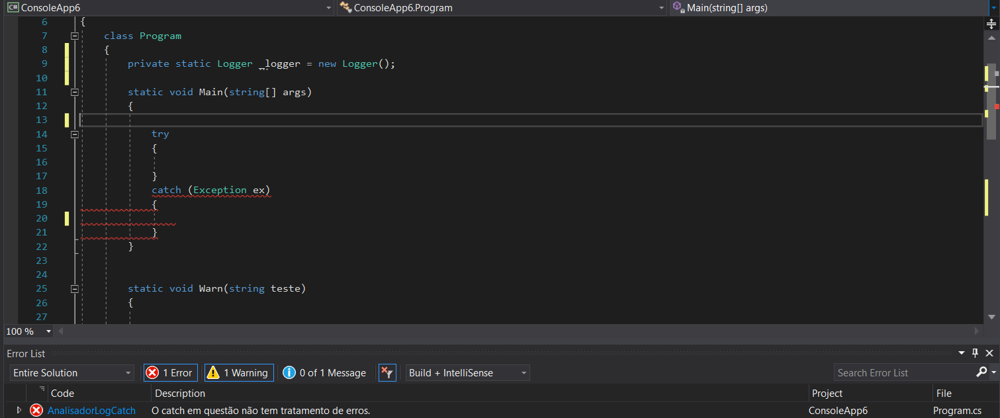 C# ConsoleApp6 ConsoleApp6.Program Main(string[] args)
6 {
7 class Program
8 {
9 private static Logger _logger = new Logger();
10
11 static void Main(string[] args)
12 {
13
14 try
15 {
16
17 }
18 catch (Exception ex)
19 {
20
21 }
22 }
23
24
25 static void Warn(string teste)
26 {
27
100 %
Error List
Entire Solution 1 Error 1 Warning 0 of 1 Message Build + IntelliSense Search Error List
Code Description Project File
AnalisadorLogCatch O catch em questão não tem tratamento de erros. ConsoleApp6 Program.cs